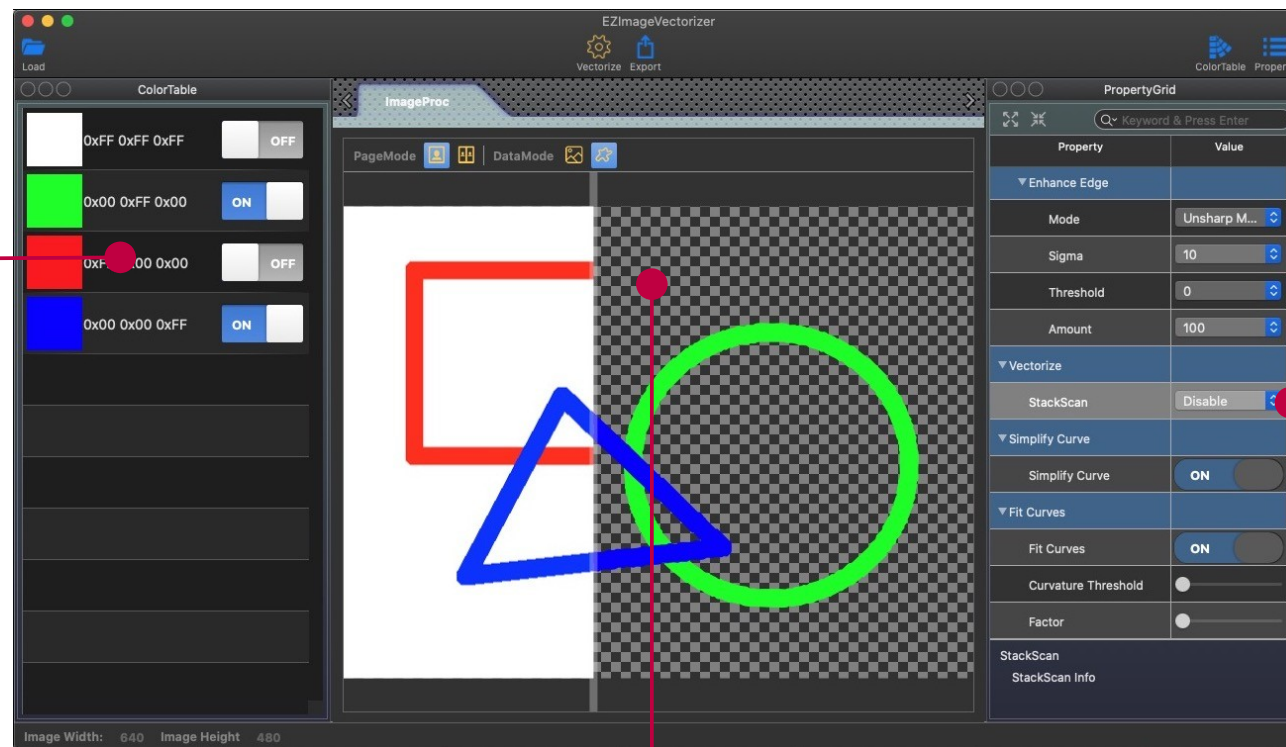 EZImageVectorizer
Load
Vectorize Export
ColorTable
ColorTable
ImageProc
PropertyGrid
Keyword & Press Enter
0xFF 0xFF 0xFF OFF
0x00 0xFF 0x00 ON
00 0x00 OFF
0x00 0x00 0xFF ON
PageMode DataMode
Property Value
Enhance Edge
Mode Unsharp M...
Sigma 10
Threshold 0
Amount 100
Vectorize
StackScan Disable
Simplify Curve
Simplify Curve ON
Fit Curves
Fit Curves ON
Curvature Threshold
Factor
StackScan
StackScan Info
Image Width: 640 Image Height 480